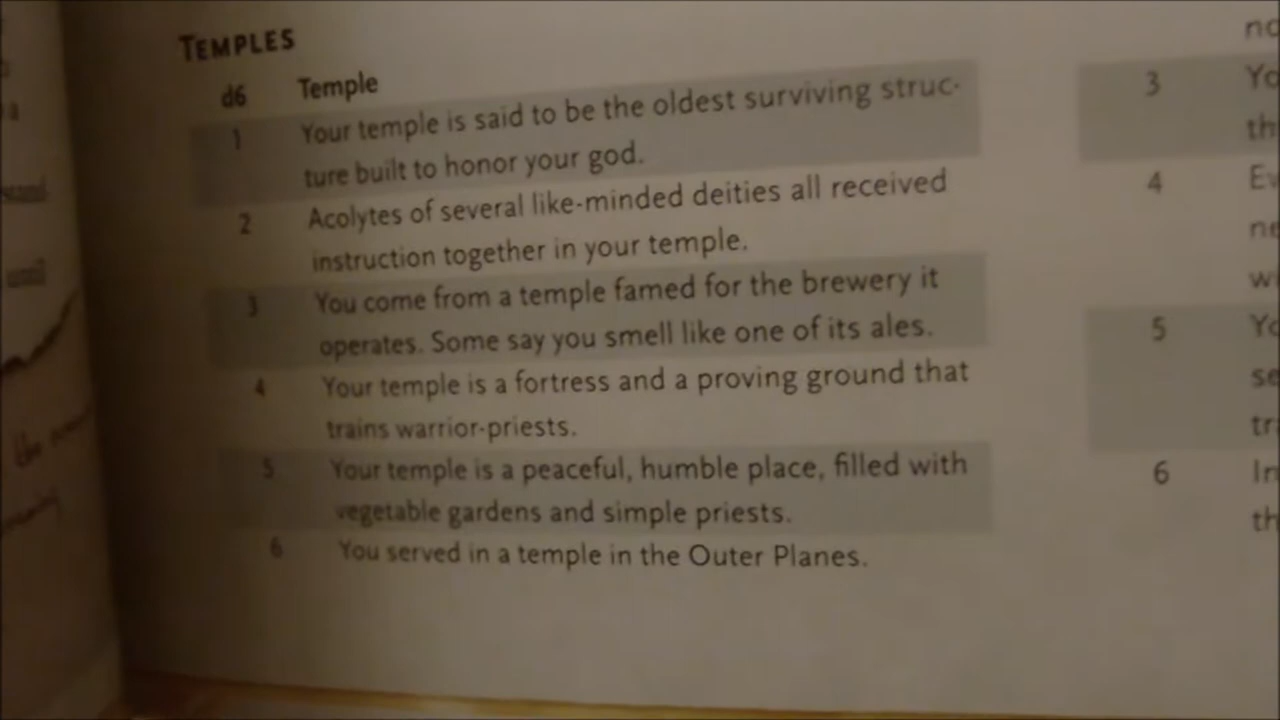 TEMPLES
d6 Temple
1 Your temple is said to be the oldest surviving struc-
ture built to honor your god.
2 Acolytes of several like-minded deities all received
instruction together in your temple.
3 You come from a temple famed for the brewery it
operates. Some say you smell like one of its ales.
4 Your temple is a fortress and a proving ground that
trains warrior-priests.
5 Your temple is a peaceful, humble place, filled with
vegetable gardens and simple priests.
6 You served in a temple in the Outer Planes.
3
4
5
6